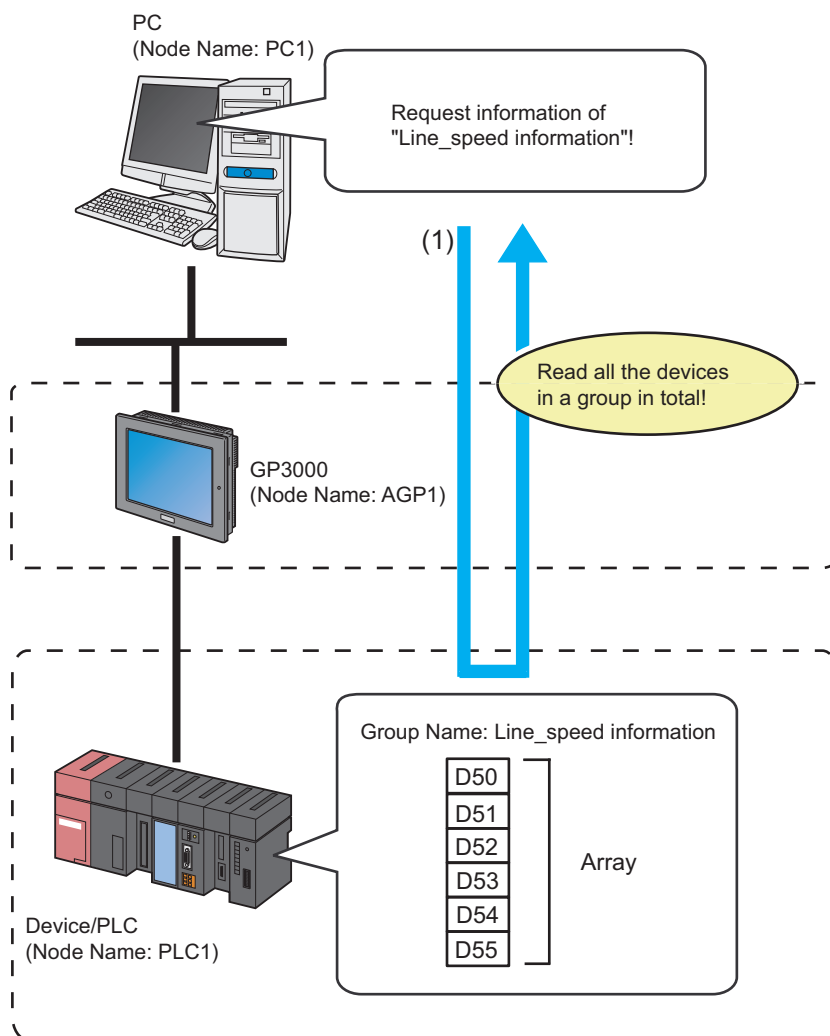 PC
(Node Name: PC1)
Request information of
"Line_speed information"!
(1)
Read all the devices
in a group in total!
GP3000
(Node Name: AGP1)
Group Name: Line_speed information
D50
D51
D52
D53
D54
D55
Array
Device/PLC
(Node Name: PLC1)